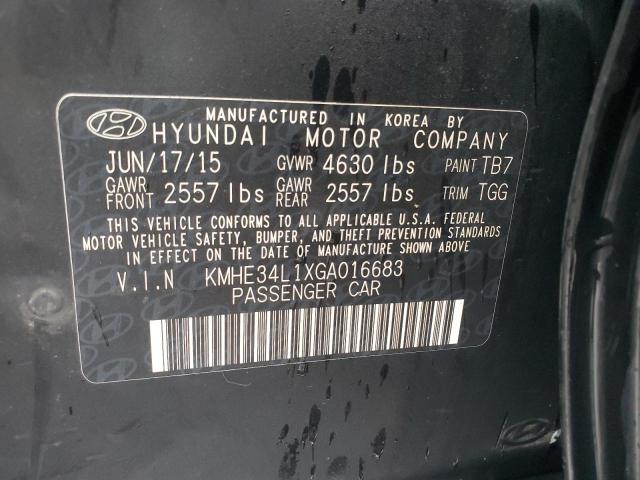 MANUFACTURED IN KOREA BY
HYUNDAI MOTOR COMPANY
JUN/17/15 GVWR 4630 lbs PAINT TB7
GAWR FRONT 2557 lbs GAWR REAR 2557 lbs TRIM TGG
THIS VEHICLE CONFORMS TO ALL APPLICABLE U.S.A. FEDERAL
MOTOR VEHICLE SAFETY, BUMPER, AND THEFT PREVENTION STANDARDS
IN EFFECT ON THE DATE OF MANUFACTURE SHOWN ABOVE.
V.I.N KMHE34L1XGA016683
PASSENGER CAR